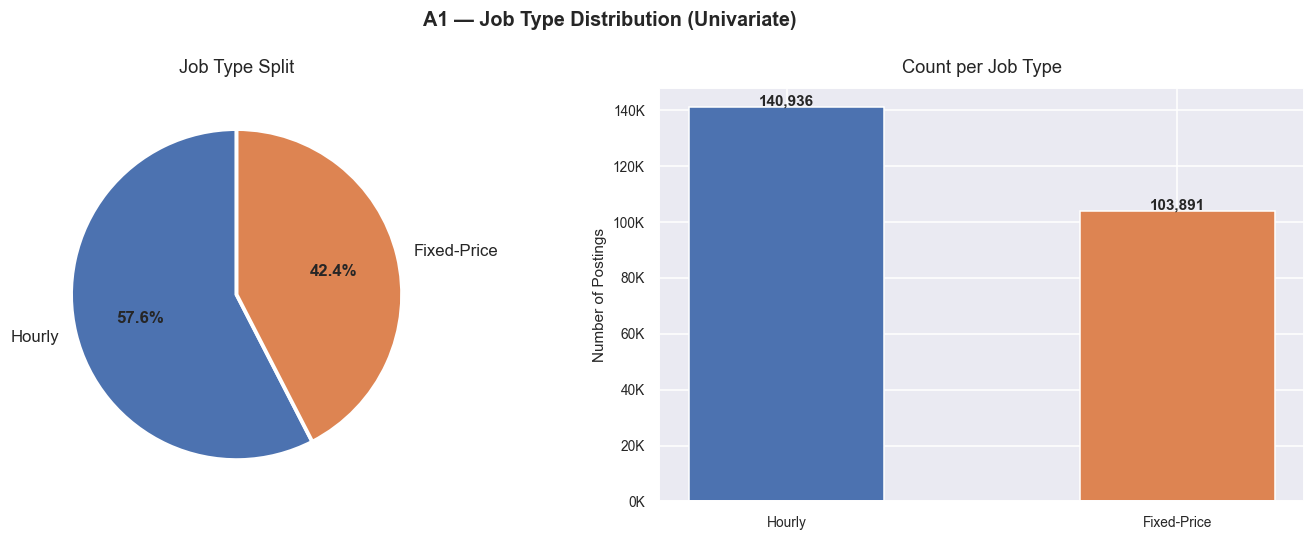 A1 — Job Type Distribution (Univariate)
Job Type Split
Fixed-Price
42.4%
57.6%
Hourly
Count per Job Type
Number of Postings
140K
120K
100K
80K
60K
40K
20K
0K
140,936
103,891
Hourly
Fixed-Price